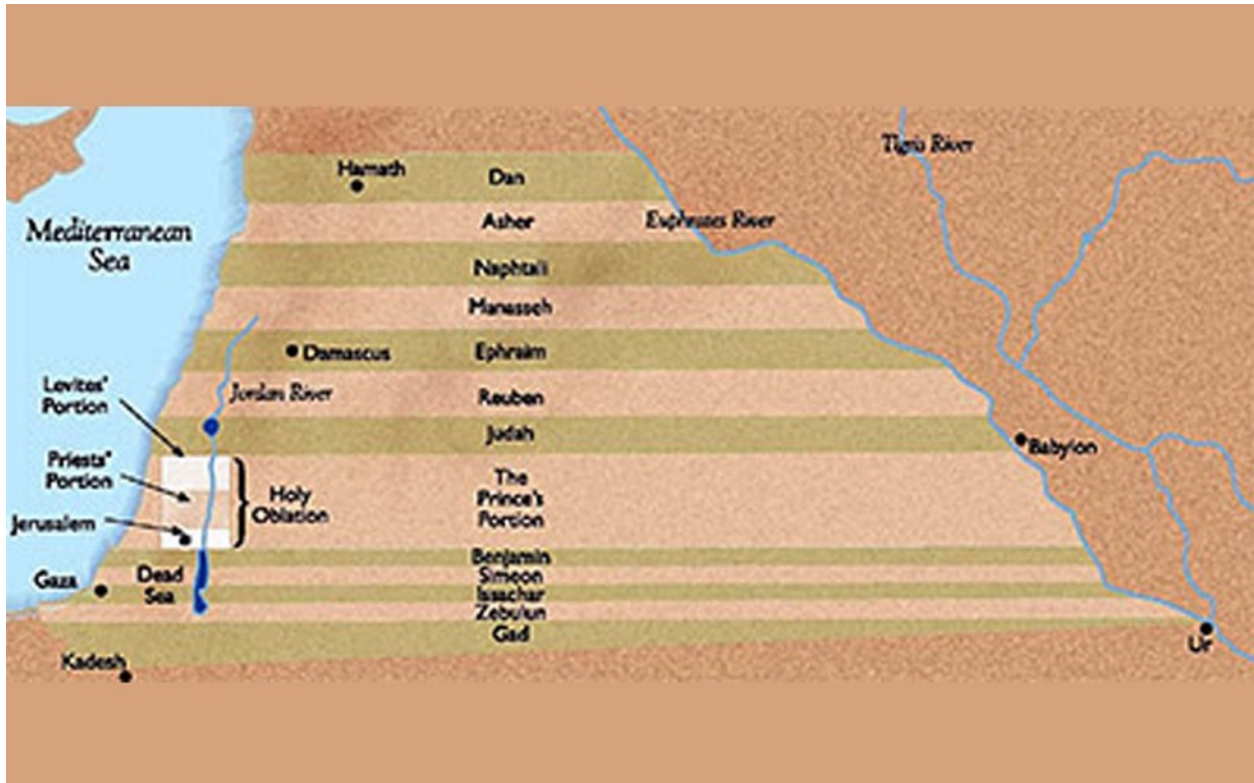 Tigris River
Hamath
Dan
Asher
Euphrates River
Mediterranean
Sea
Naphtali
Manasseh
Damascus
Ephraim
Jordan River
Reuben
Levites'
Portion
Judah
Babylon
Priests'
Portion
The
Prince's
Portion
Holy
Oblation
Jerusalem
Benjamin
Simeon
Issachar
Zebulun
Gad
Gaza
Dead
Sea
Kadesh
Ur